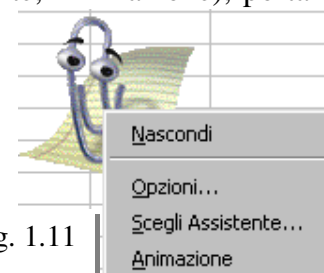 Nascondi
Opzioni...
Scegli Assistente...
g. 1.11
Animazione